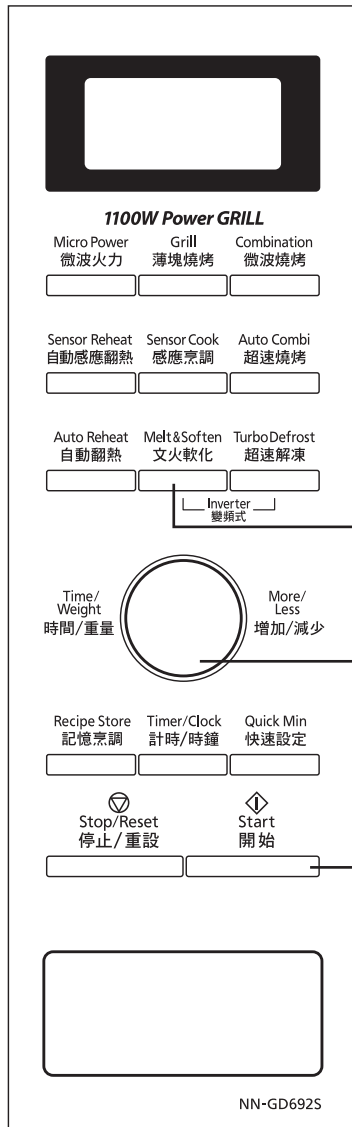 1100W Power GRILL
Micro Power Grill Combination
微波火力 薄塊燒烤 微波燒烤
Sensor Reheat Sensor Cook Auto Combi
自動感應翻熱 感應烹調 超速燒烤
Auto Reheat Melt&Soften Turbo Defrost
自動翻熱 文火軟化 超速解凍
Inverter
變頻式
Time/
Weight
時間/重量
More/
Less
增加/減少
Recipe Store Timer/Clock Quick Min
記憶烹調 計時/時鐘 快速設定
Stop/Reset Start
停止/重設 開始
NN-GD692S